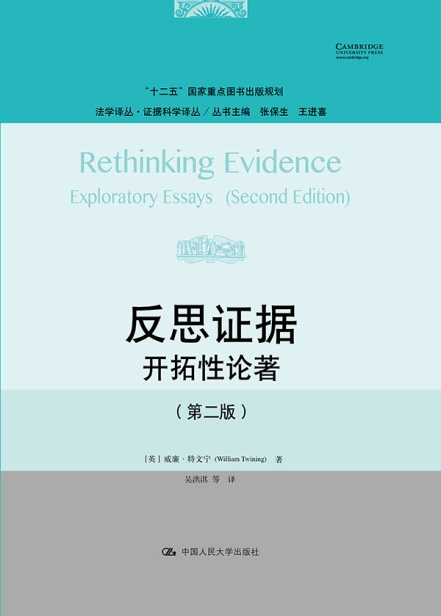 CAMBRIDGE
UNIVERSITY PRESS
www.cambridge.org
“十二五”国家重点图书出版规划
法学译丛·证据科学译丛/丛书主编 张保生 王进喜
Rethinking Evidence
Exploratory Essays (Second Edition)
反思证据
开拓性论著
（第二版）
［英］威廉·特文宁 (William Twining) 著
吴洪淇 等 译
中国人民大学出版社